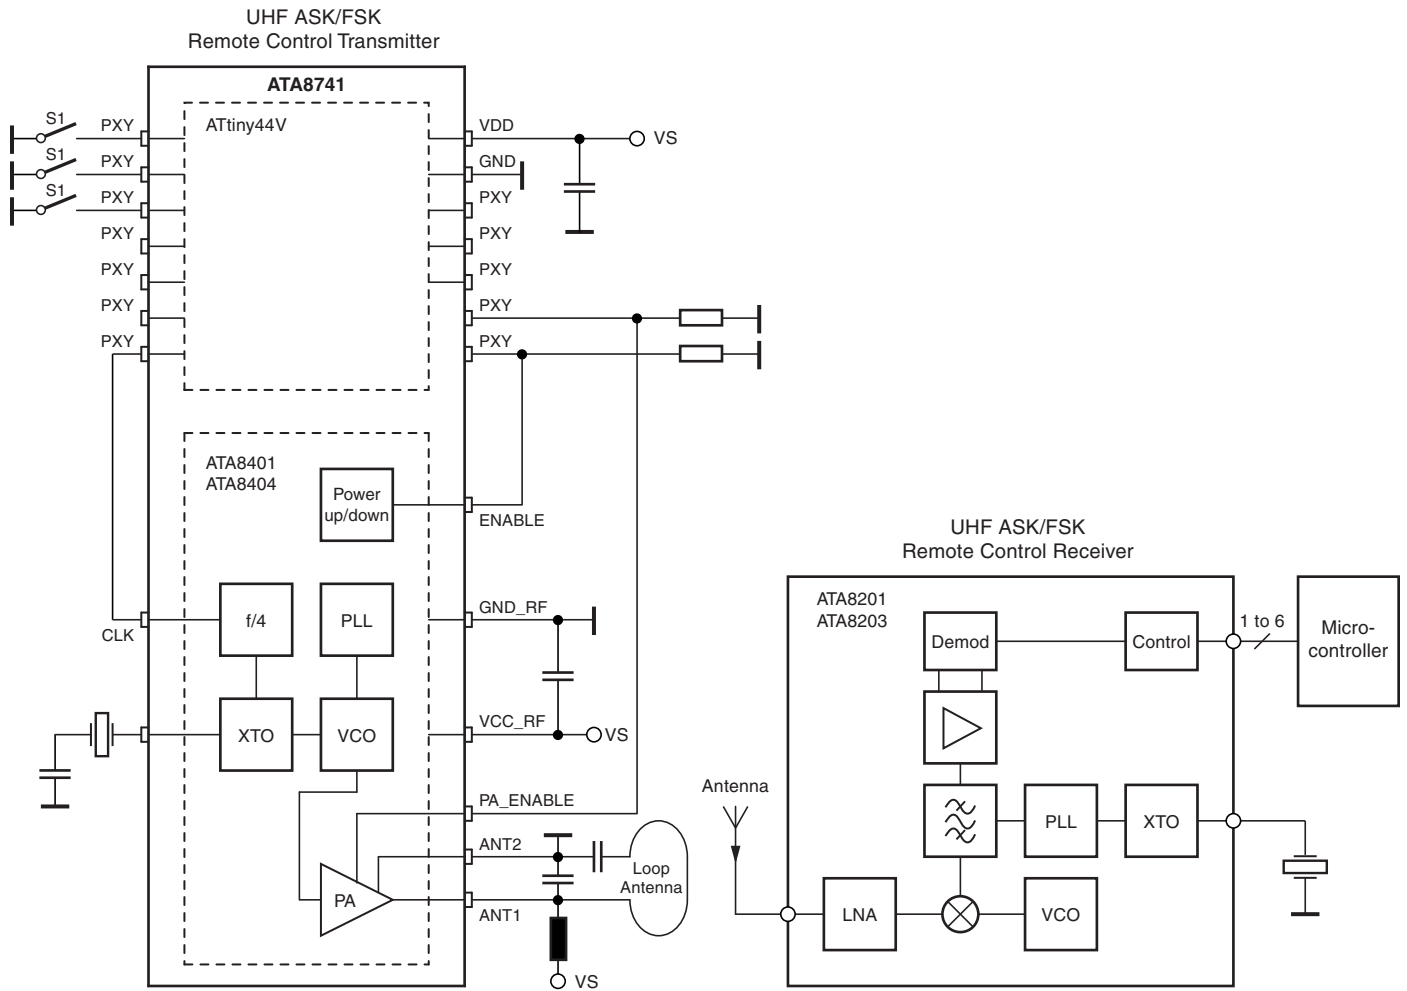 UHF ASK/FSK
Remote Control Transmitter
ATA8741
ATtiny44V
S1
PXY
S1
PXY
S1
PXY
PXY
PXY
PXY
PXY
VDD
VS
GND
PXY
PXY
PXY
PXY
PXY
ATA8401
ATA8404
Power
up/down
ENABLE
f/4
PLL
CLK
GND_RF
XTO
VCO
VCC_RF
VS
PA_ENABLE
ANT2
PA
ANT1
Loop
Antenna
VS
UHF ASK/FSK
Remote Control Receiver
ATA8201
ATA8203
Demod
Control
1 to 6
Micro-
controller
Antenna
PLL
XTO
LNA
VCO